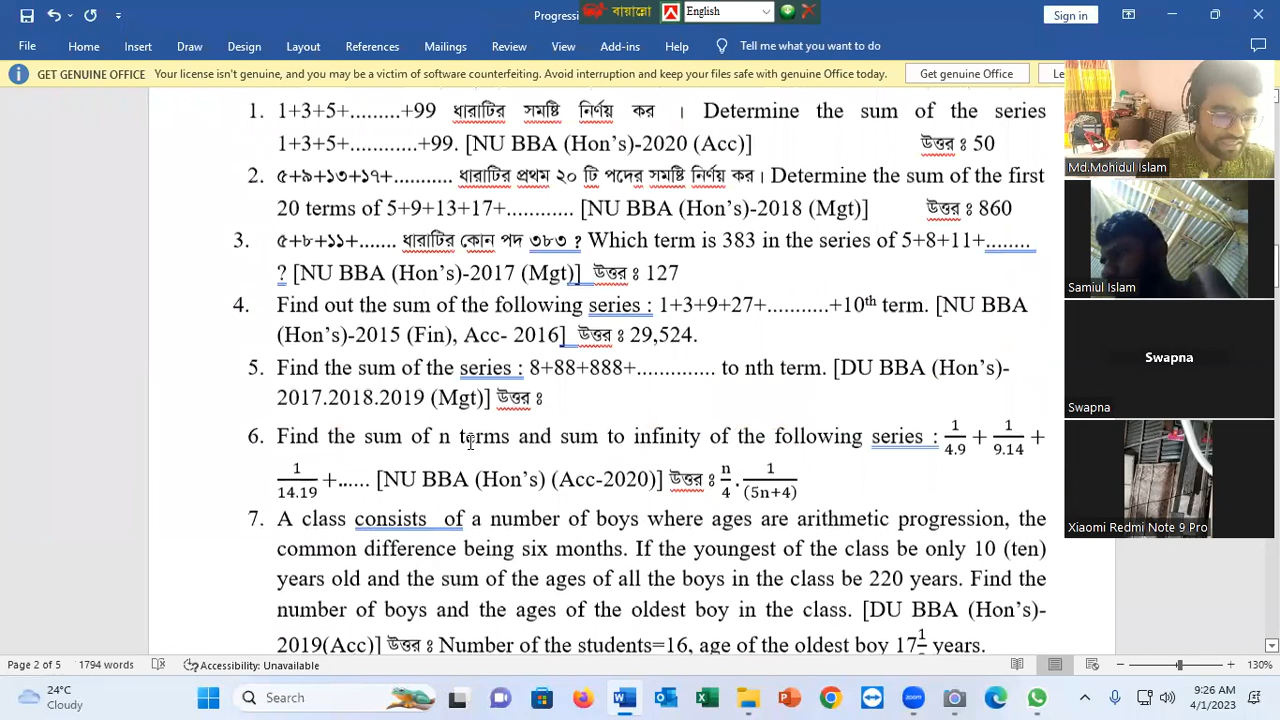 Progressi
বায়ান্নো
English
Sign in
File Home Insert Draw Design Layout References Mailings Review View Add-ins Help Tell me what you want to do
GET GENUINE OFFICE Your license isn't genuine, and you may be a victim of software counterfeiting. Avoid interruption and keep your files safe with genuine Office today. Get genuine Office Le
1. 1+3+5+.........+99 ধারাটির সমষ্টি নির্ণয় কর । Determine the sum of the series
1+3+5+............+99. [NU BBA (Hon's)-2020 (Acc)] উত্তর ঃ 50
2. ৫+৯+১৩+১৭+........... ধারাটির প্রথম ২০ টি পদের সমষ্টি নির্ণয় কর। Determine the sum of the first
20 terms of 5+9+13+17+............ [NU BBA (Hon's)-2018 (Mgt)] উত্তর ঃ 860
3. ৫+৮+১১+....... ধারাটির কোন পদ ৩৮৩ ? Which term is 383 in the series of 5+8+11+........
? [NU BBA (Hon's)-2017 (Mgt)] উত্তর ঃ 127
4. Find out the sum of the following series : 1+3+9+27+...........+10th term. [NU BBA
(Hon's)-2015 (Fin), Acc- 2016] উত্তর ঃ 29,524.
5. Find the sum of the series : 8+88+888+.............. to nth term. [DU BBA (Hon's)-
2017.2018.2019 (Mgt)] উত্তর ঃ
6. Find the sum of n terms and sum to infinity of the following series : 1/4.9 + 1/9.14 +
1/14.19 +...... [NU BBA (Hon's) (Acc-2020)] উত্তর ঃ n/4 . 1/(5n+4)
7. A class consists of a number of boys where ages are arithmetic progression, the
common difference being six months. If the youngest of the class be only 10 (ten)
years old and the sum of the ages of all the boys in the class be 220 years. Find the
number of boys and the ages of the oldest boy in the class. [DU BBA (Hon's)-
2019(Acc)] উত্তর ঃ Number of the students=16, age of the oldest boy 17 years.
Md.Mohidul Islam
Samiul Islam
Swapna
Swapna
Xiaomi Redmi Note 9 Pro
Page 2 of 5 1794 words Accessibility: Unavailable 130%
24°C
Cloudy
Search
9:26 AM
4/1/2023